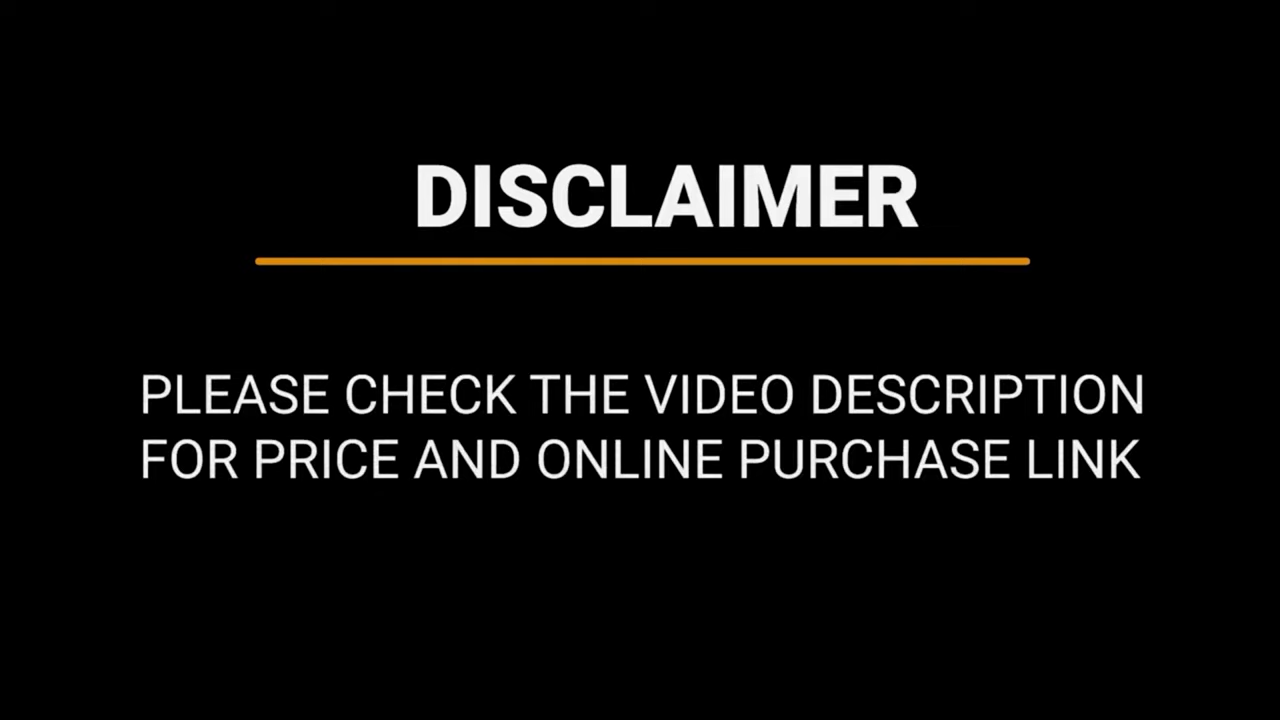 DISCLAIMER
PLEASE CHECK THE VIDEO DESCRIPTION
FOR PRICE AND ONLINE PURCHASE LINK